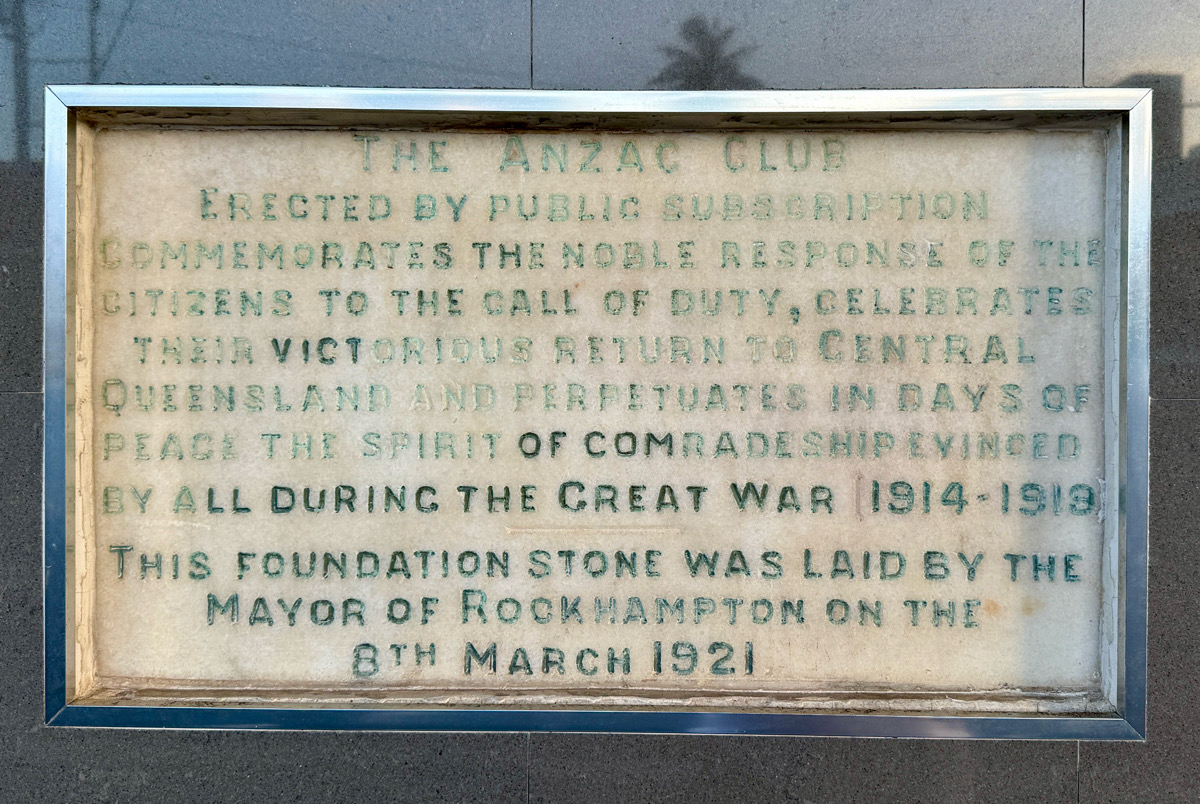 THE ANZAC CLUB
ERECTED BY PUBLIC SUBSCRIPTION
COMMEMORATES THE NOBLE RESPONSE OF THE
CITIZENS TO THE CALL OF DUTY, CELEBRATES
THEIR VICTORIOUS RETURN TO CENTRAL
QUEENSLAND AND PERPETUATES IN DAYS OF
PEACE THE SPIRIT OF COMRADESHIP EVINCED
BY ALL DURING THE GREAT WAR 1914-1919
THIS FOUNDATION STONE WAS LAID BY THE
MAYOR OF ROCKHAMPTON ON THE
8TH MARCH 1921